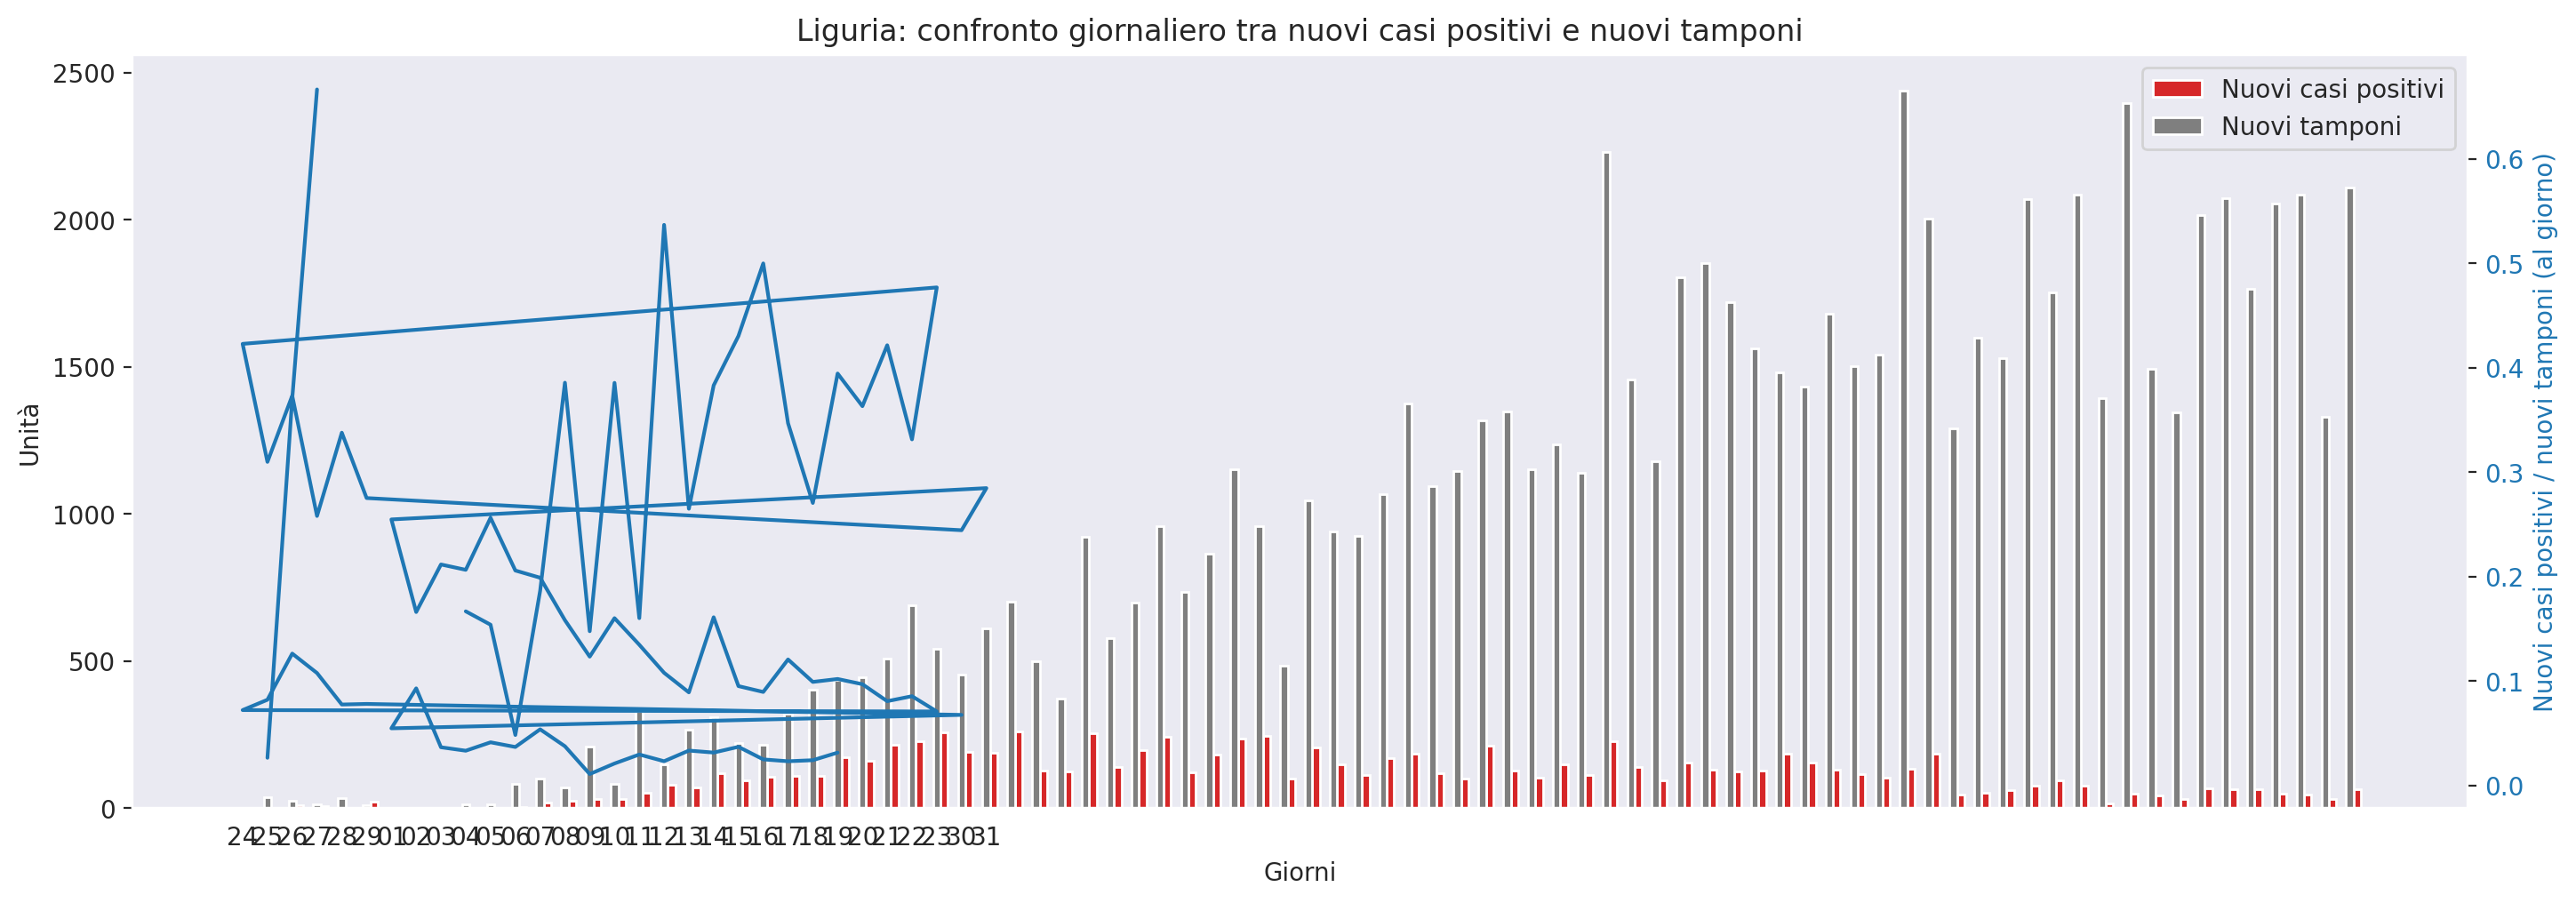 Liguria: confronto giornaliero tra nuovi casi positivi e nuovi tamponi
Nuovi casi positivi
Nuovi tamponi
Unità
2500
2000
1500
1000
500
0
0.6
0.5
0.4
0.3
0.2
0.1
0.0
Nuovi casi positivi / nuovi tamponi (al giorno)
24 25 26 27 28 29 01 02 03 04 05 06 07 08 09 10 11 12 13 14 15 16 17 18 19 20 21 22 23 30 31
Giorni